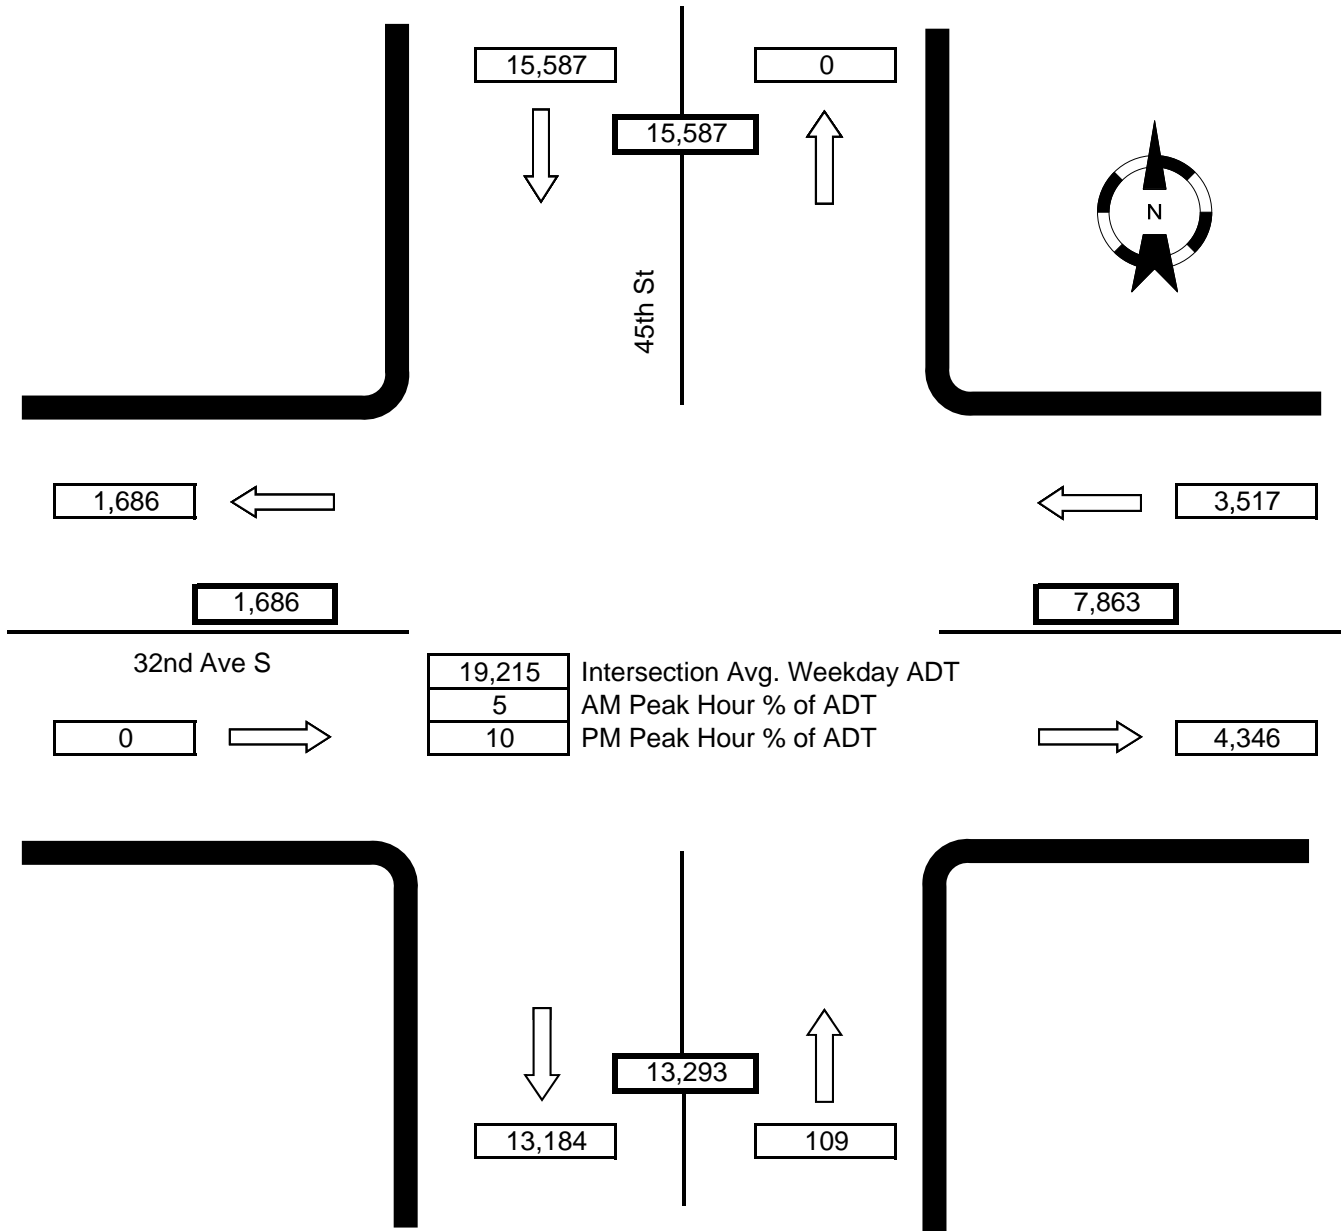 15,587
0
15,587
N
45th St
1,686
3,517
1,686
7,863
32nd Ave S
19,215 Intersection Avg. Weekday ADT
5 AM Peak Hour % of ADT
10 PM Peak Hour % of ADT
0
4,346
13,293
13,184
109